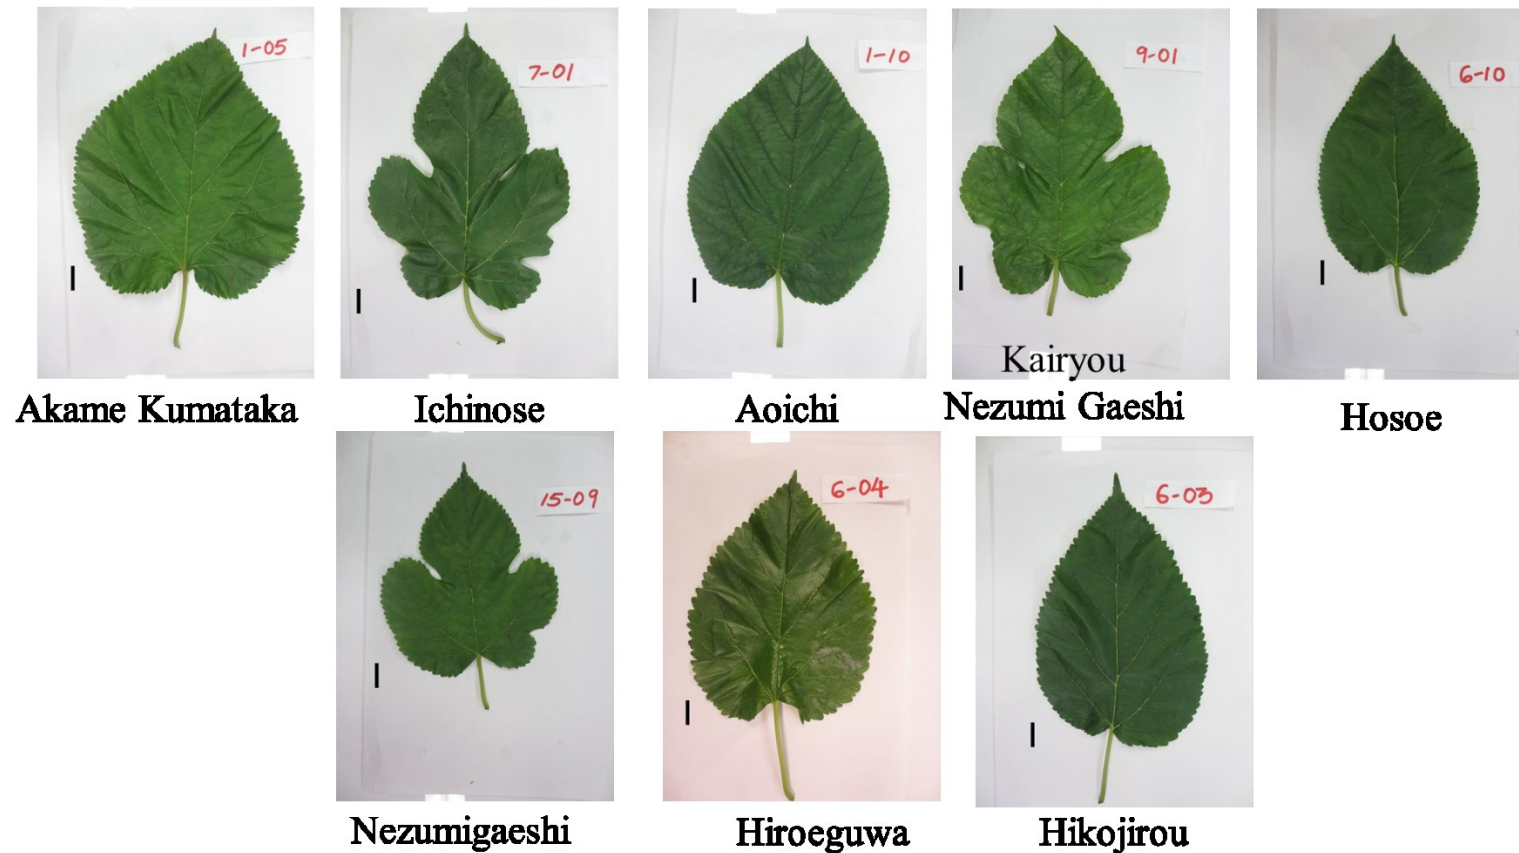 1-05
7-01
1-10
9-01
6-10
Akame Kumataka
Ichinose
Aoichi
Kairyou
Nezumi Gaeshi
Hosoe
15-09
6-04
6-03
Nezumigaeshi
Hiroeguwa
Hikojirou